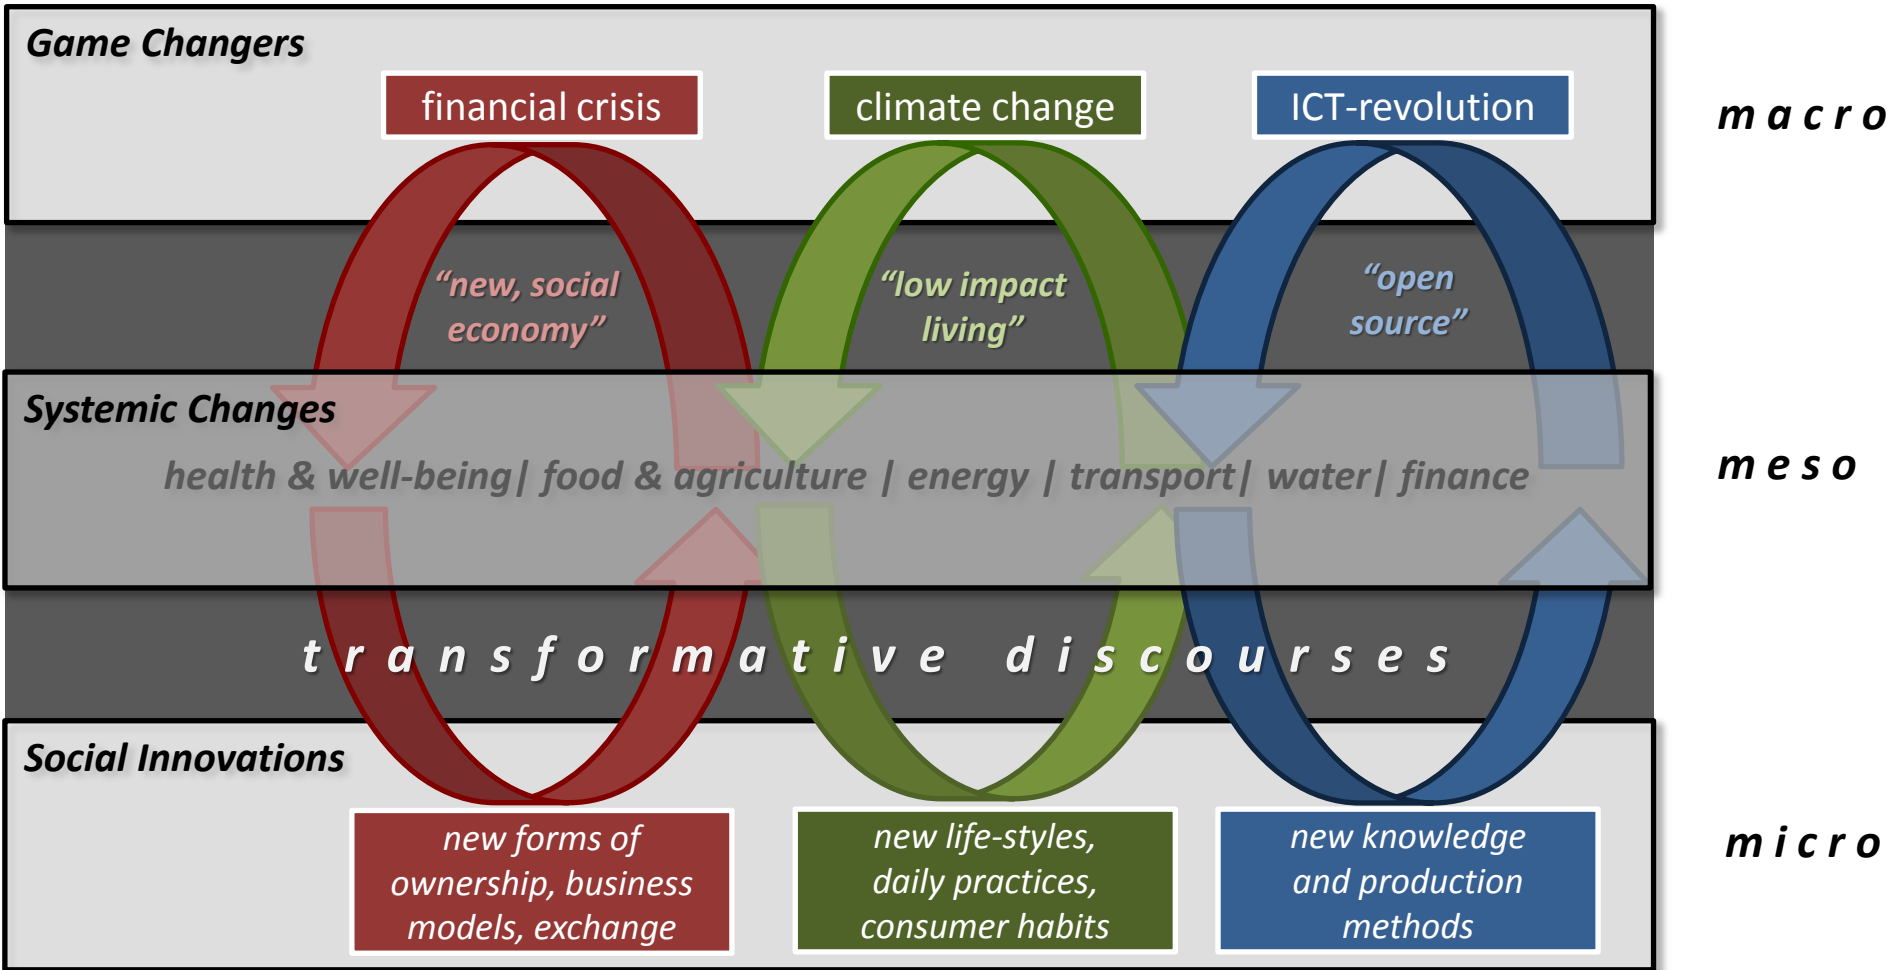 Game Changers
financial crisis
climate change
ICT-revolution
macro
“new, social
economy”
“low impact
living”
“open
source”
Systemic Changes
health & well-being| food & agriculture | energy | transport| water| finance
meso
transformative discourses
Social Innovations
new forms of
ownership, business
models, exchange
new life-styles,
daily practices,
consumer habits
new knowledge
and production
methods
micro